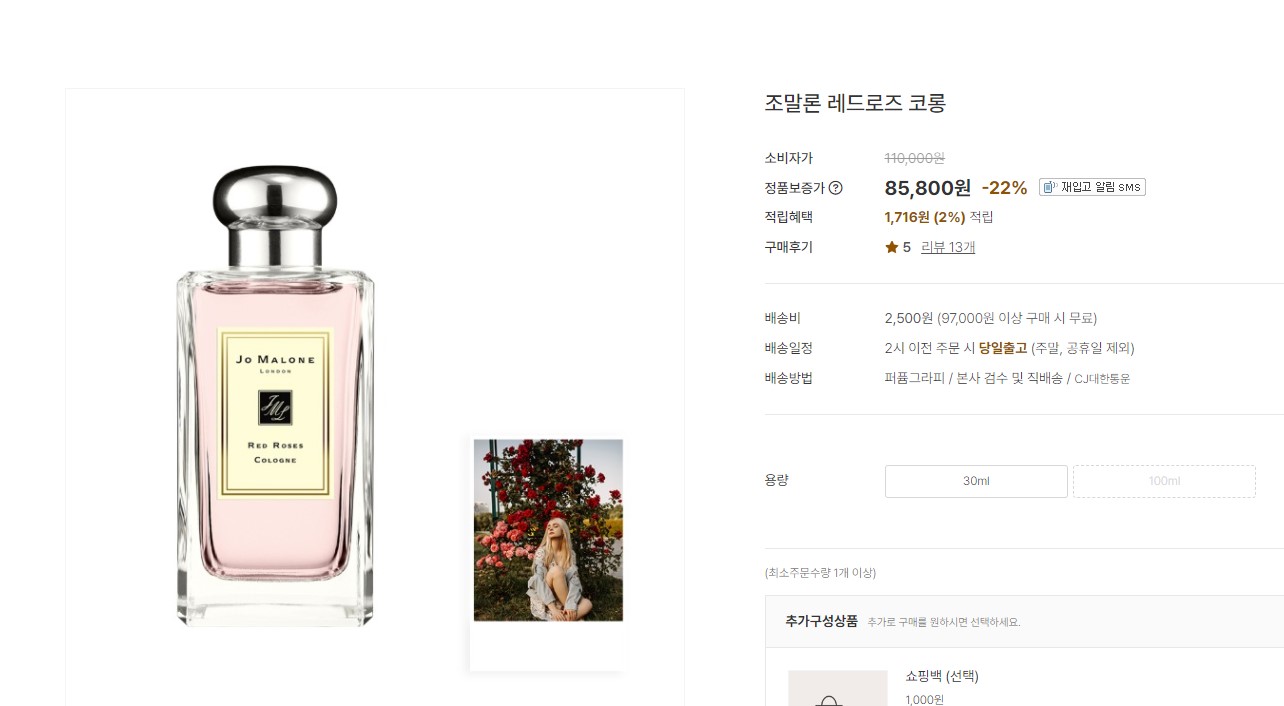 조말론 레드로즈 코롱
소비자가 110,000원
정품보증가 ? 85,800원 -22% 재입고 알림 SMS
적립혜택 1,716원 (2%) 적립
구매후기 ★ 5 리뷰 13개
배송비 2,500원 (97,000원 이상 구매 시 무료)
배송일정 2시 이전 주문 시 당일출고 (주말, 공휴일 제외)
배송방법 퍼퓸그라피 / 본사 검수 및 직배송 / CJ대한통운
용량 30ml 100ml
(최소주문수량 1개 이상)
추가구성상품 추가로 구매를 원하시면 선택하세요.
쇼핑백 (선택)
1,000원
JO MALONE
LONDON
JML
RED ROSES
COLOGNE